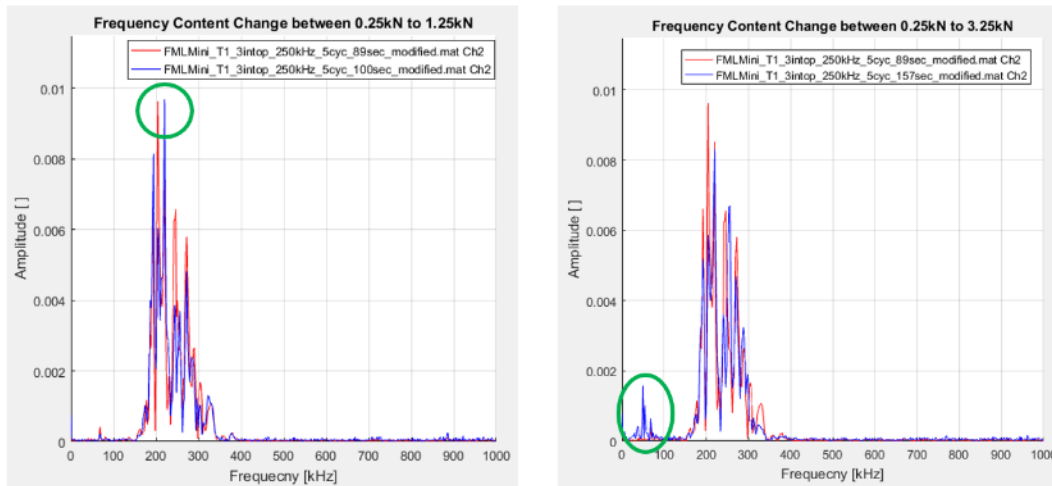 Frequency Content Change between 0.25kN to 1.25kN
FMLMini_T1_3intop_250kHz_5cyc_89sec_modified.mat Ch2
FMLMini_T1_3intop_250kHz_5cyc_100sec_modified.mat Ch2
Amplitude [ ]
0.01
0.008
0.006
0.004
0.002
0
0 100 200 300 400 500 600 700 800 900 1000
Frequecny [kHz]
Frequency Content Change between 0.25kN to 3.25kN
FMLMini_T1_3intop_250kHz_5cyc_89sec_modified.mat Ch2
FMLMini_T1_3intop_250kHz_5cyc_157sec_modified.mat Ch2
Amplitude [ ]
0.01
0.008
0.006
0.004
0.002
0
0 100 200 300 400 500 600 700 800 900 1000
Frequecny [kHz]